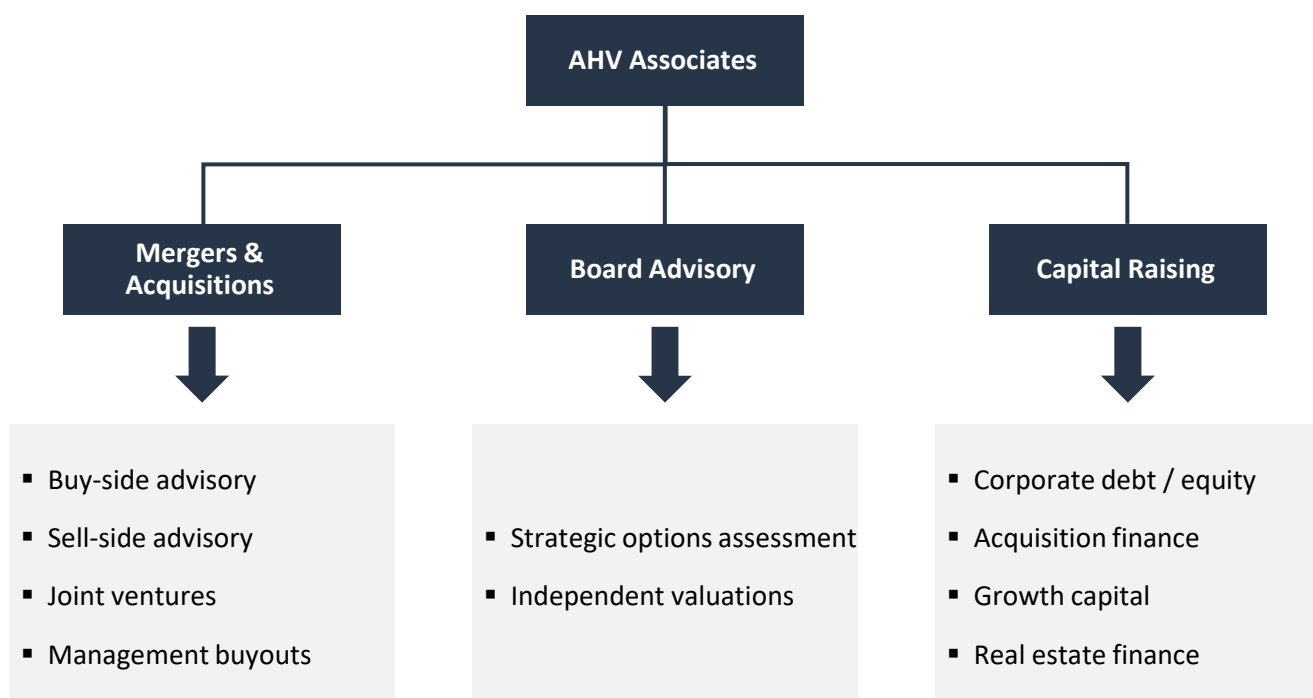 AHV Associates
Mergers &
Acquisitions
Board Advisory
Capital Raising
▪ Buy-side advisory
▪ Sell-side advisory
▪ Joint ventures
▪ Management buyouts
▪ Strategic options assessment
▪ Independent valuations
▪ Corporate debt / equity
▪ Acquisition finance
▪ Growth capital
▪ Real estate finance